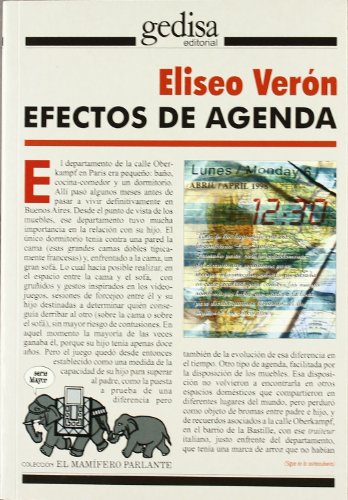 gedisa
editorial
Eliseo Verón
EFECTOS DE AGENDA
El departamento de la calle Ober-
kampf en París era pequeño: baño,
cocina-comedor y un dormitorio.
Allí pasó algunos meses antes de
pasar a vivir definitivamente en
Buenos Aires. Desde el punto de vista de los
muebles, ese departamento tuvo mucha
importancia en la relación con su hijo. El
único dormitorio tenía contra una pared la
cama (esas grandes camas dobles típica-
mente francesas) y, enfrentado a la cama, un
gran sofá. Lo cual hacía posible realizar, en
el espacio entre la cama y el sofá, con
gruñidos y gestos inspirados en los video-
juegos, sesiones de forcejeo entre él y su
hijo destinadas a determinar quién conse-
guía derribar al otro (sobre la cama o sobre
el sofá), sin mayor riesgo de contusiones. En
aquel momento la mayoría de las veces
ganaba él, porque su hijo tenía apenas doce
años. Pero el juego quedó desde entonces
establecido como una medida de la
capacidad de su hijo para superar
al padre, como la puesta
a prueba de una
diferencia pero
Lunes / Monday
ABRIL / APRIL 1998
12:30
también de la evolución de esa diferencia en
el tiempo. Otro tipo de agenda, facilitada por
la disposición de los muebles. Esa disposi-
ción no volvieron a encontrarla en otros
espacios domésticos que compartieron en
diferentes lugares del mundo, pero perduró
como objeto de bromas entre padre e hijo, y
de recuerdos asociados a la calle Oberkampf,
en el barrio de la Bastille, con ese traiteur
italiano, justo enfrente del departamento,
que tenía una marca de arroz que no habían
(Sigue en la contracubierta)
serie
Mayor
COLECCIÓN EL MAMÍFERO PARLANTE